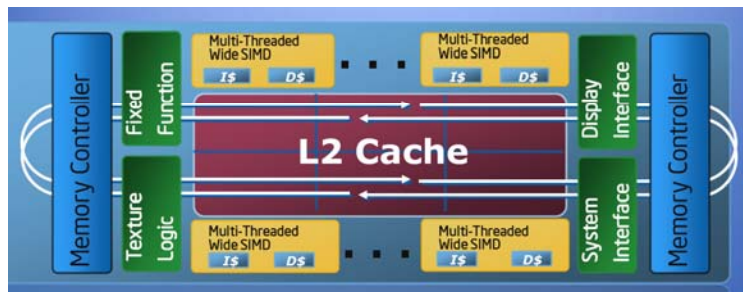 Memory Controller
Fixed
Function
Texture
Logic
Multi-Threaded
Wide SIMD
I$ D$
. . .
Multi-Threaded
Wide SIMD
I$ D$
L2 Cache
Multi-Threaded
Wide SIMD
I$ D$
. . .
Multi-Threaded
Wide SIMD
I$ D$
Display
Interface
System
Interface
Memory Controller